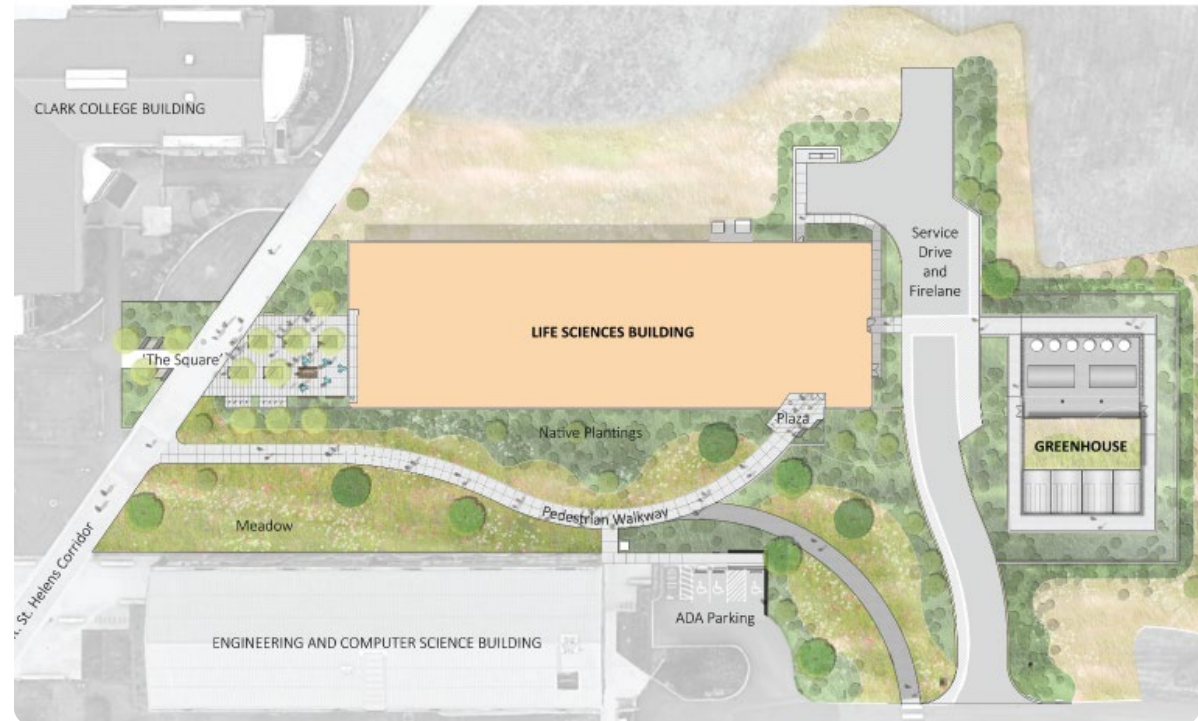 CLARK COLLEGE BUILDING
Service
Drive
and
Firelane
LIFE SCIENCES BUILDING
'The Square'
Plaza
Native Plantings
GREENHOUSE
Pedestrian Walkway
Meadow
St. Helens Corridor
ADA Parking
ENGINEERING AND COMPUTER SCIENCE BUILDING